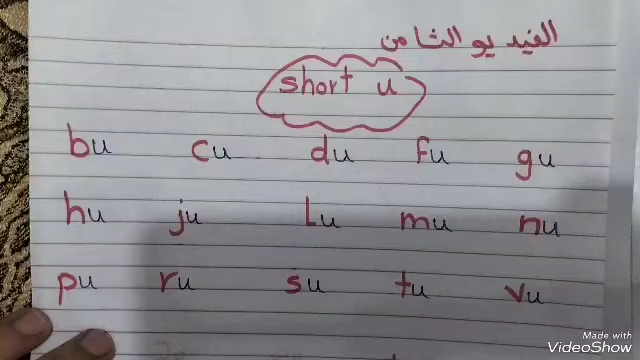 الفيديو الثامن
short u
bu cu du fu gu
hu ju Lu mu nu
pu ru su tu vu
Made with
VideoShow